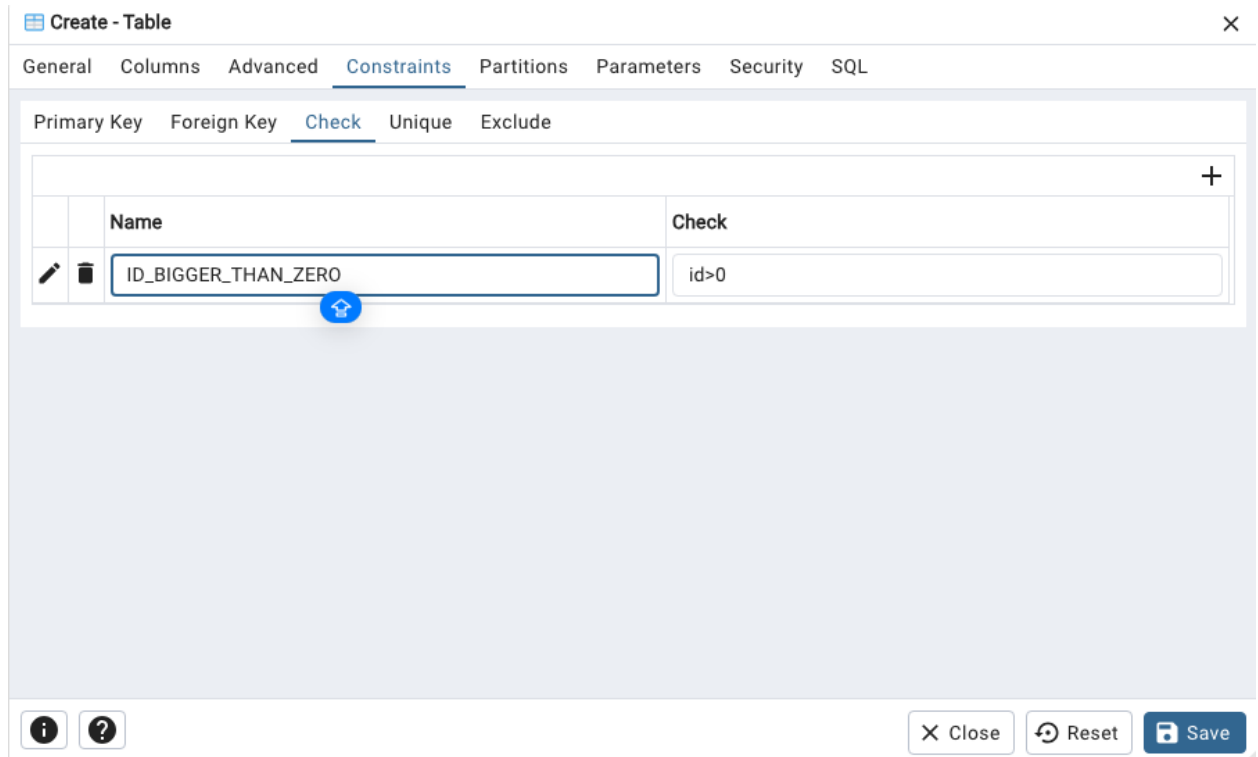 Create - Table
General Columns Advanced Constraints Partitions Parameters Security SQL
Primary Key Foreign Key Check Unique Exclude
Name Check
ID_BIGGER_THAN_ZERO id>0
Close Reset Save